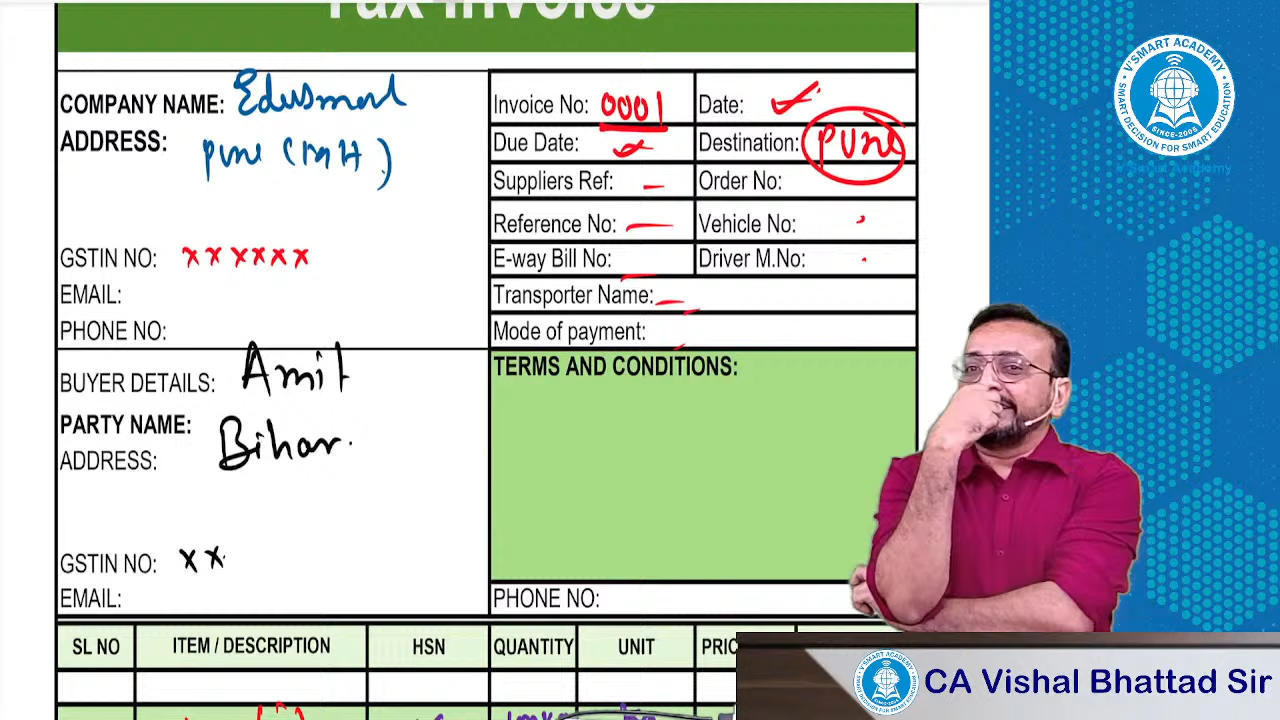 Tax Invoice
COMPANY NAME: Edusmart
ADDRESS: Pune (MH)
GSTIN NO: xxxxxx
EMAIL:
PHONE NO:
Invoice No: 0001
Date:
Due Date:
Destination: Pune
Suppliers Ref:
Order No:
Reference No:
Vehicle No:
E-way Bill No:
Driver M.No:
Transporter Name:
Mode of payment:
BUYER DETAILS: Amit
PARTY NAME:
ADDRESS: Bihar.
GSTIN NO: xx
EMAIL:
TERMS AND CONDITIONS:
PHONE NO:
SL NO ITEM / DESCRIPTION HSN QUANTITY UNIT
V'SMART ACADEMY
SMART DECISION FOR SMART EDUCATION
SINCE-2005
V'Smart Academy
CA Vishal Bhattad Sir